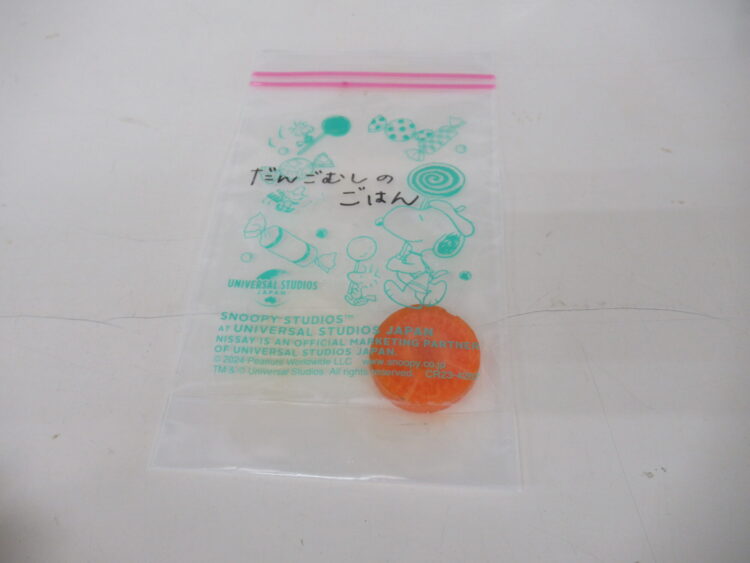 だんごむしの
ごはん
UNIVERSAL STUDIOS
JAPAN
SNOOPY STUDIOS™
AT UNIVERSAL STUDIOS JAPAN
NISSAY IS AN OFFICIAL MARKETING PARTNER
OF UNIVERSAL STUDIOS JAPAN.
© 2024 Peanuts Worldwide LLC www.snoopy.co.jp
TM & © Universal Studios. All rights reserved.